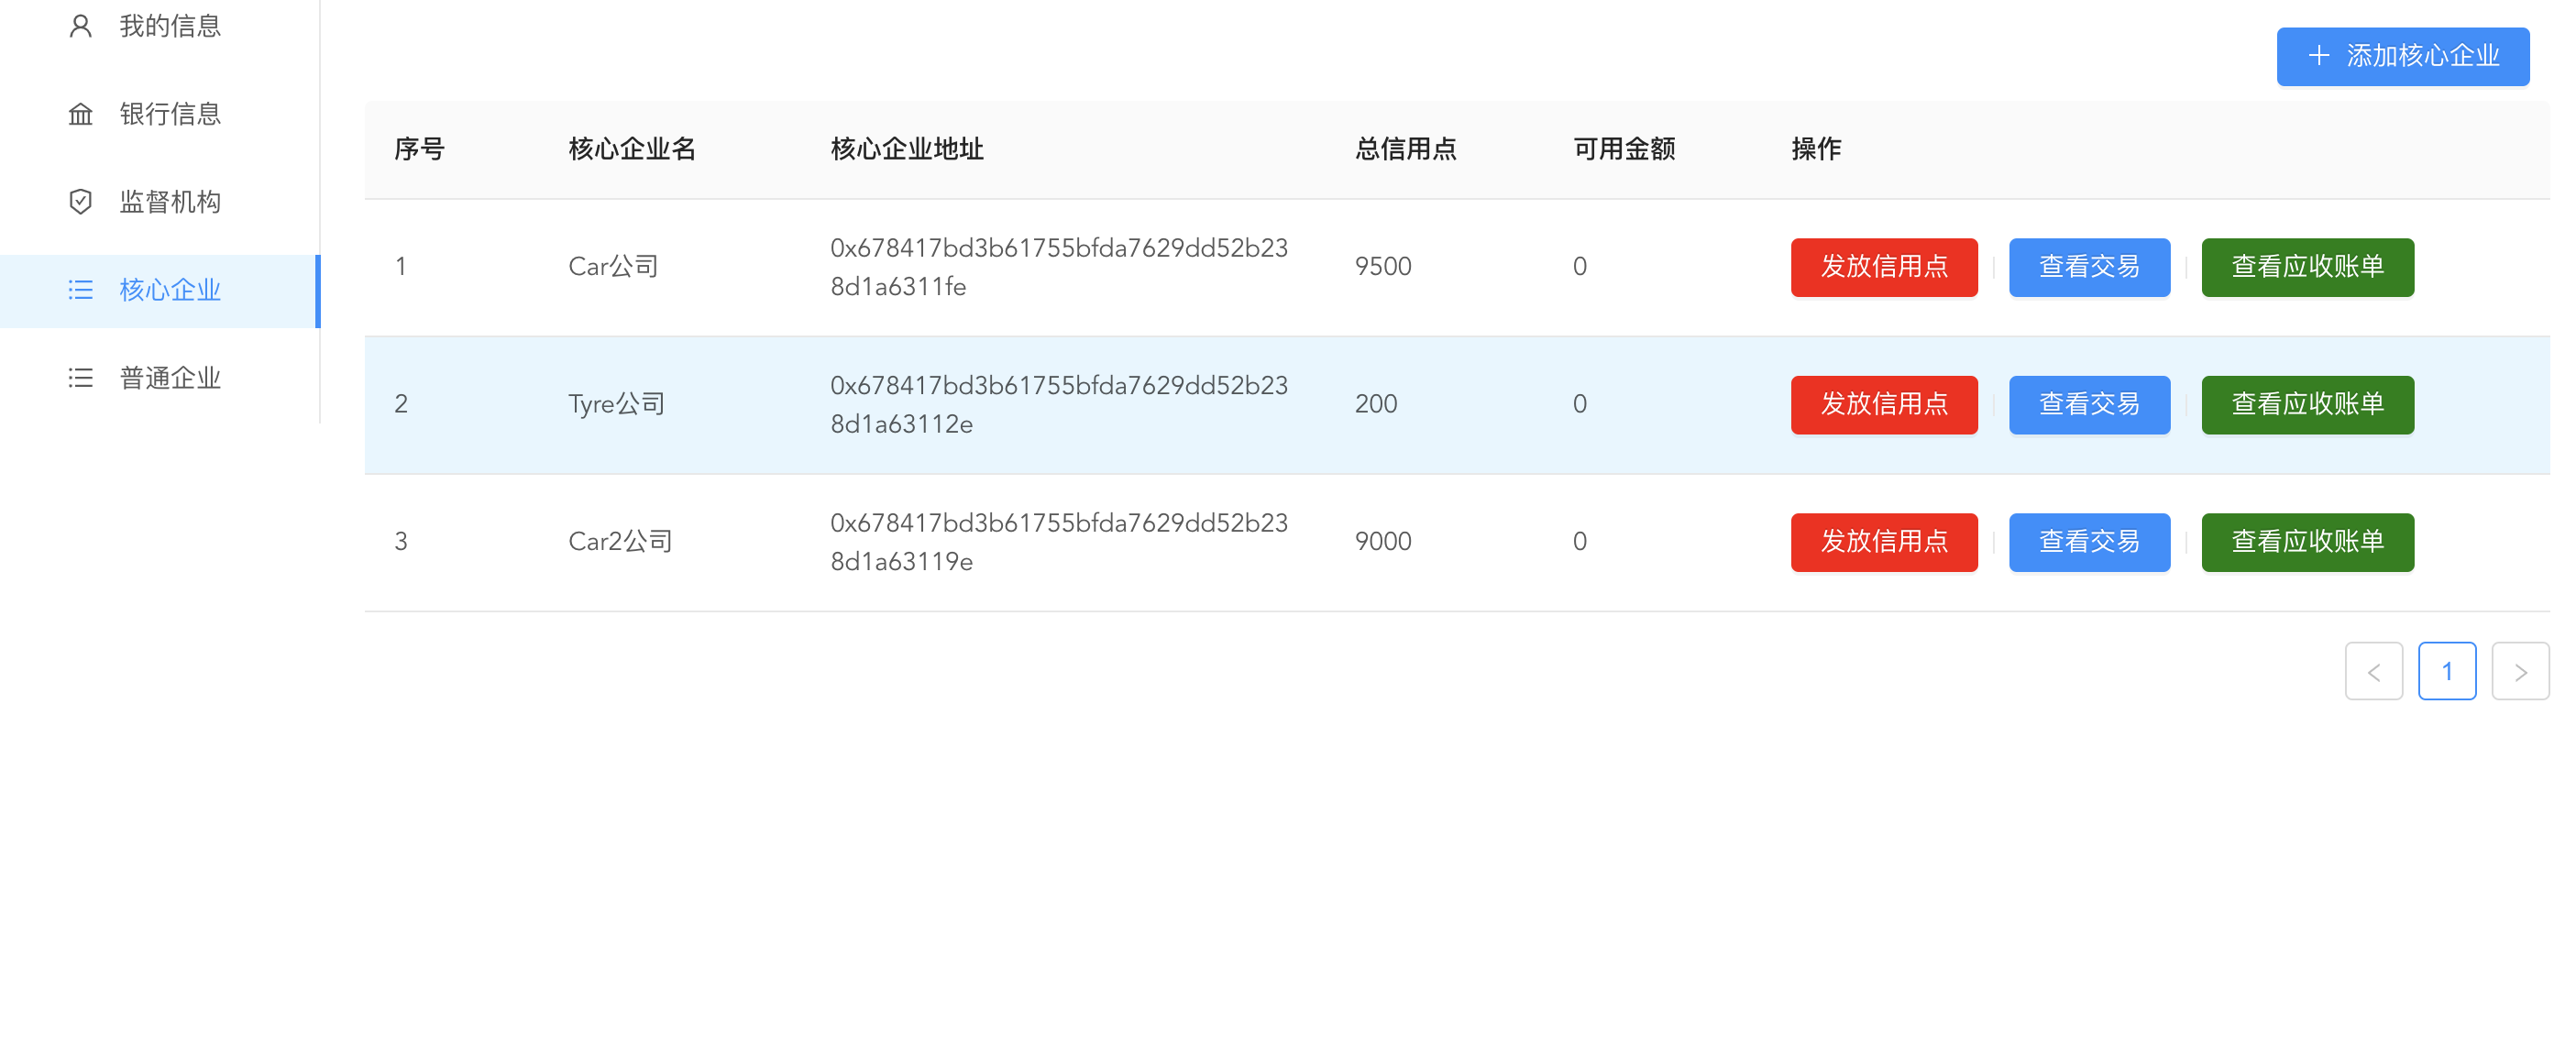 我的信息
银行信息
监督机构
核心企业
普通企业
+ 添加核心企业
序号 核心企业名 核心企业地址 总信用点 可用金额 操作
1 Car公司 0x678417bd3b61755bfda7629dd52b23 9500 0 发放信用点 查看交易 查看应收账单
8d1a6311fe
2 Tyre公司 0x678417bd3b61755bfda7629dd52b23 200 0 发放信用点 查看交易 查看应收账单
8d1a63112e
3 Car2公司 0x678417bd3b61755bfda7629dd52b23 9000 0 发放信用点 查看交易 查看应收账单
8d1a63119e
< 1 >